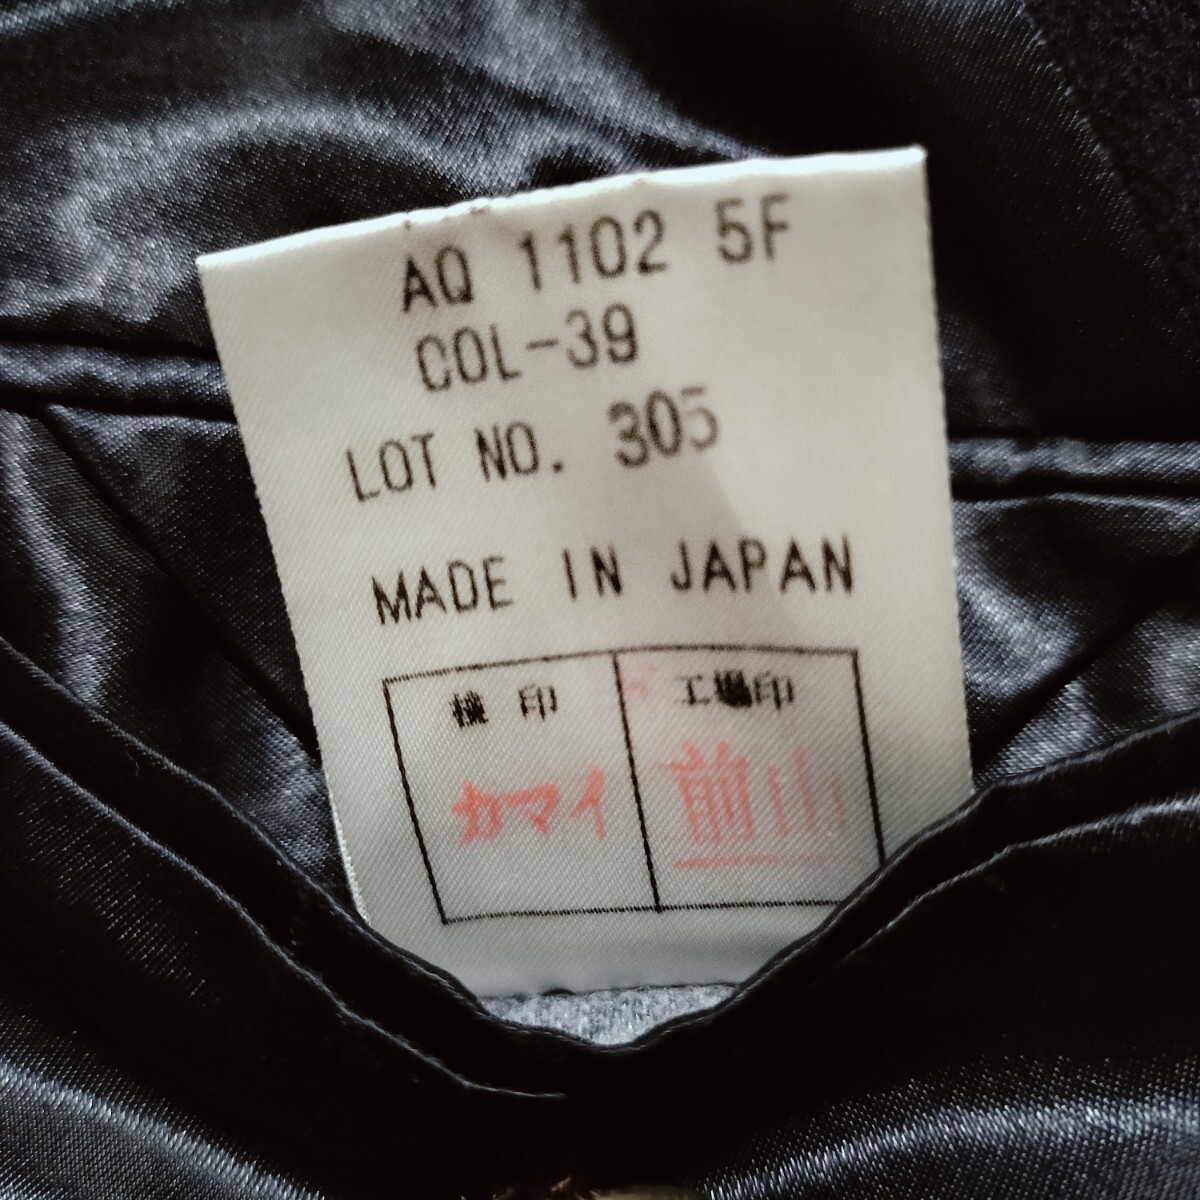 AQ 1102 5F
COL-39
LOT NO. 305
MADE IN JAPAN
検印 工場印
カマイ 前山